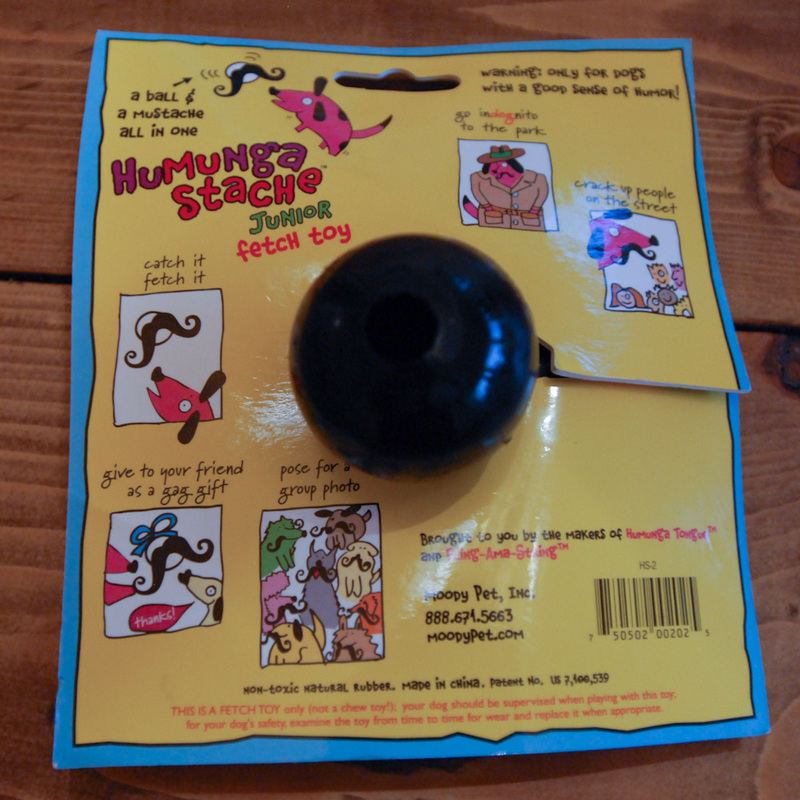 a ball &
a mustache
all in one
warning: only for dogs
with a good sense of humor!
Humunga
Stache™
Junior
fetch toy
go indognito
to the park
crack up people
on the street
catch it
fetch it
give to your friend
as a gag gift
thanks!
pose for a
group photo
Brought to you by the makers of Humunga Tongue™
and Fling-Ama-String™
HS-2
Moody Pet, Inc.
888.671.5663
MoodyPet.com
7 50502 00202 5
Non-toxic natural rubber. Made in China. Patent No. US 7,100,539
THIS IS A FETCH TOY only (not a chew toy!); your dog should be supervised when playing with this toy.
for your dog's safety, examine the toy from time to time for wear and replace it when appropriate.